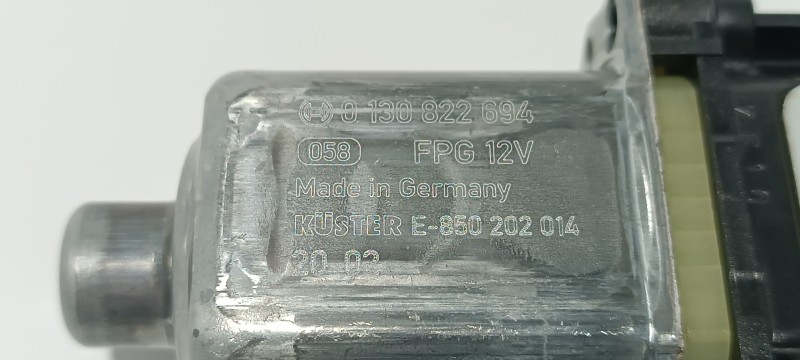 0 130 822 694
058 FPG 12V
Made in Germany
KÜSTER E-850 202 014
20 03